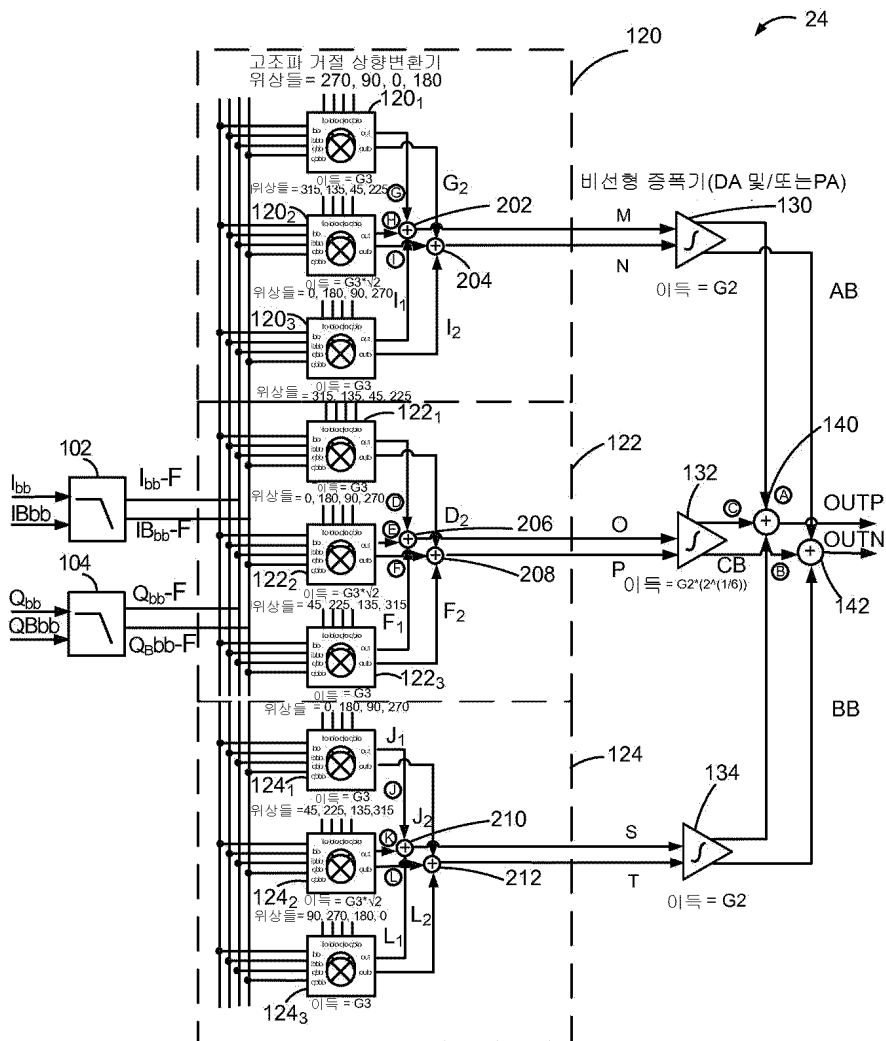 24
120
고조파 거절 상향변환기
위상들= 270, 90, 0, 180
120₁
이득 = G3
위상들 = 315, 135, 45, 225
G
G₂
H
I
120₂
202
204
이득 = G3*√2
위상들= 0, 180, 90, 270
I₁
I₂
120₃
이득 = G3
위상들 = 315, 135, 45, 225
비선형 증폭기(DA 및/또는PA)
130
M
N
이득 = G2
AB
122₁
122
이득 = G3
위상들 = 0, 180, 90, 270
D
D₂
E
F
206
208
122₂
이득 = G3*√2
위상들= 45, 225, 135, 315
F₁
F₂
122₃
이득 = G3
위상들 = 0, 180, 90, 270
102
I_bb
IBbb
I_bb-F
IB_bb-F
104
Q_bb
QBbb
Q_bb-F
Q_Bbb-F
132
O
P
C
CB
이득 = G2*(2^(1/6))
140
A
B
OUTP
OUTN
142
BB
124₁
J₁
J
J₂
이득 = G3
위상들 =45, 225, 135,315
K
L
210
212
124₂
이득 = G3*√2
위상들= 90, 270, 180, 0
L₁
L₂
124₃
이득 = G3
124
134
S
T
이득 = G2